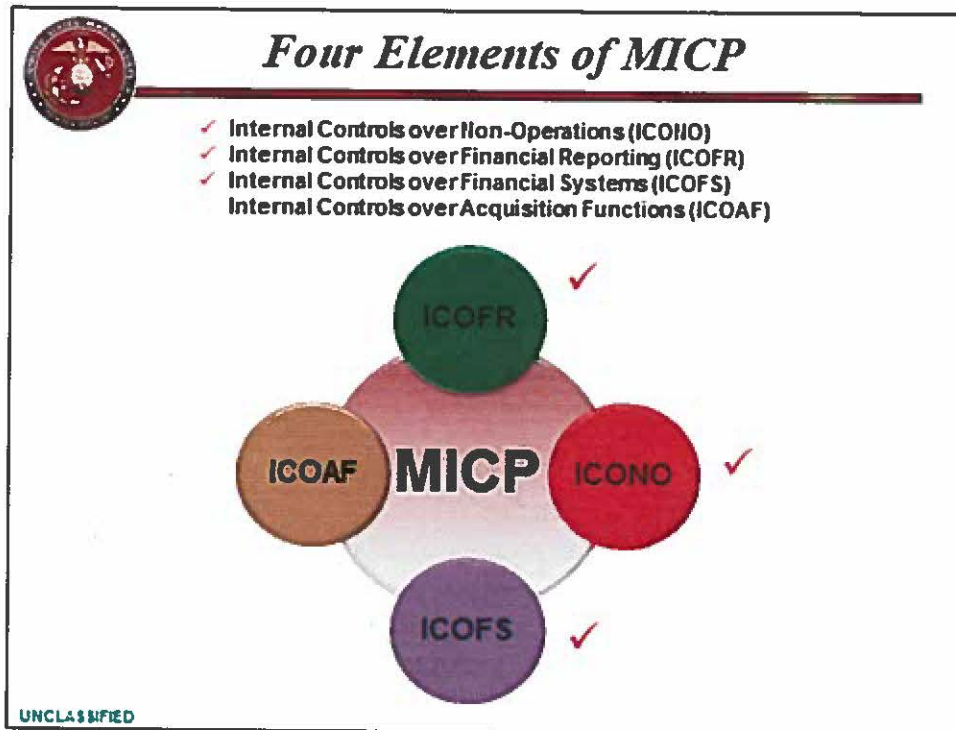 Four Elements of MICP
✓ Internal Controls over Non-Operations (ICONO)
✓ Internal Controls over Financial Reporting (ICOFR)
✓ Internal Controls over Financial Systems (ICOFS)
Internal Controls over Acquisition Functions (ICOAF)
ICOFR ✓
ICOAF
MICP
ICONO ✓
ICOFS ✓
UNCLASSIFIED